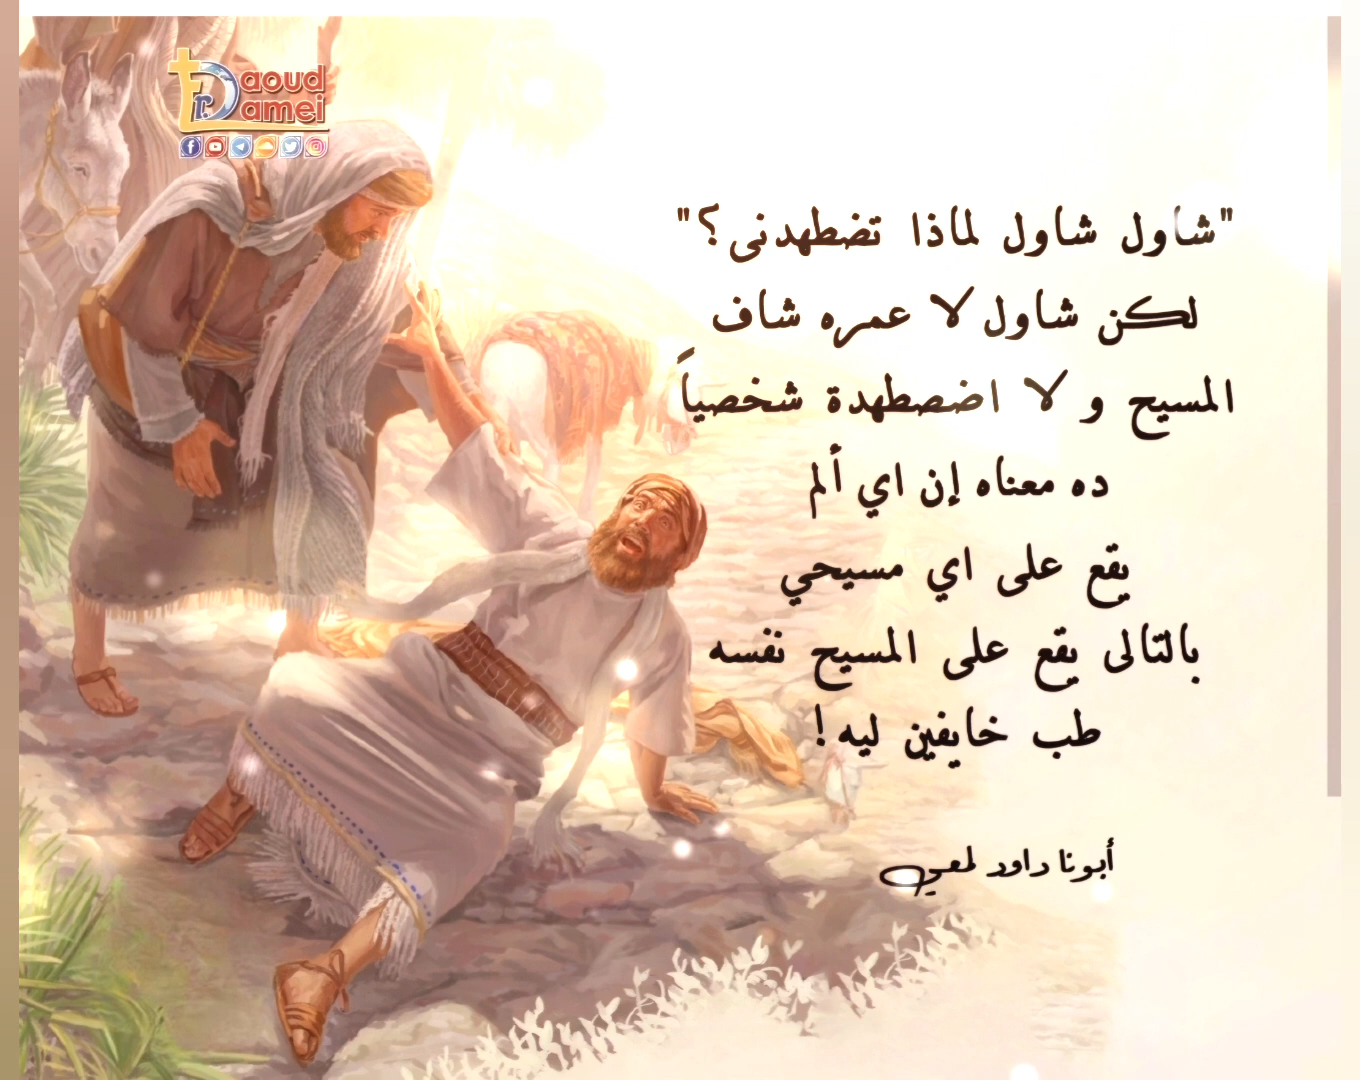 Daoud
Fr. Lamei
"شاول شاول لماذا تضطهدنى؟"
لكن شاول لا عمره شاف
المسيح و لا اضصطهدة شخصياً
ده معناه إن اي ألم
يقع على اي مسيحي
بالتالى يقع على المسيح نفسه
طب خايفين ليه!
أبونا داود لمعي